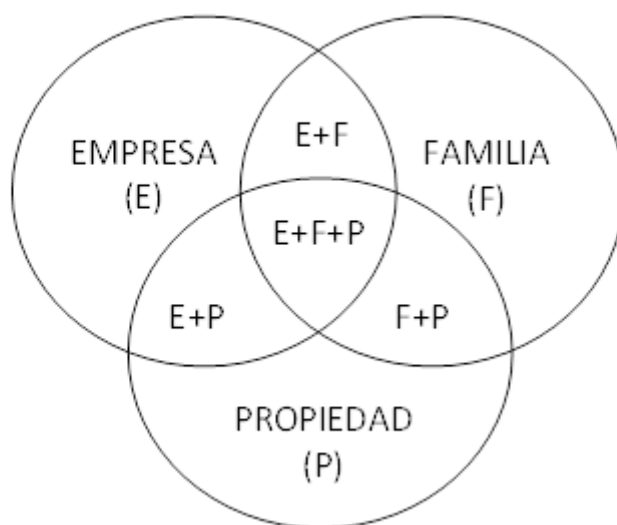 E+F
EMPRESA
(E)
FAMILIA
(F)
E+F+P
E+P
F+P
PROPIEDAD
(P)